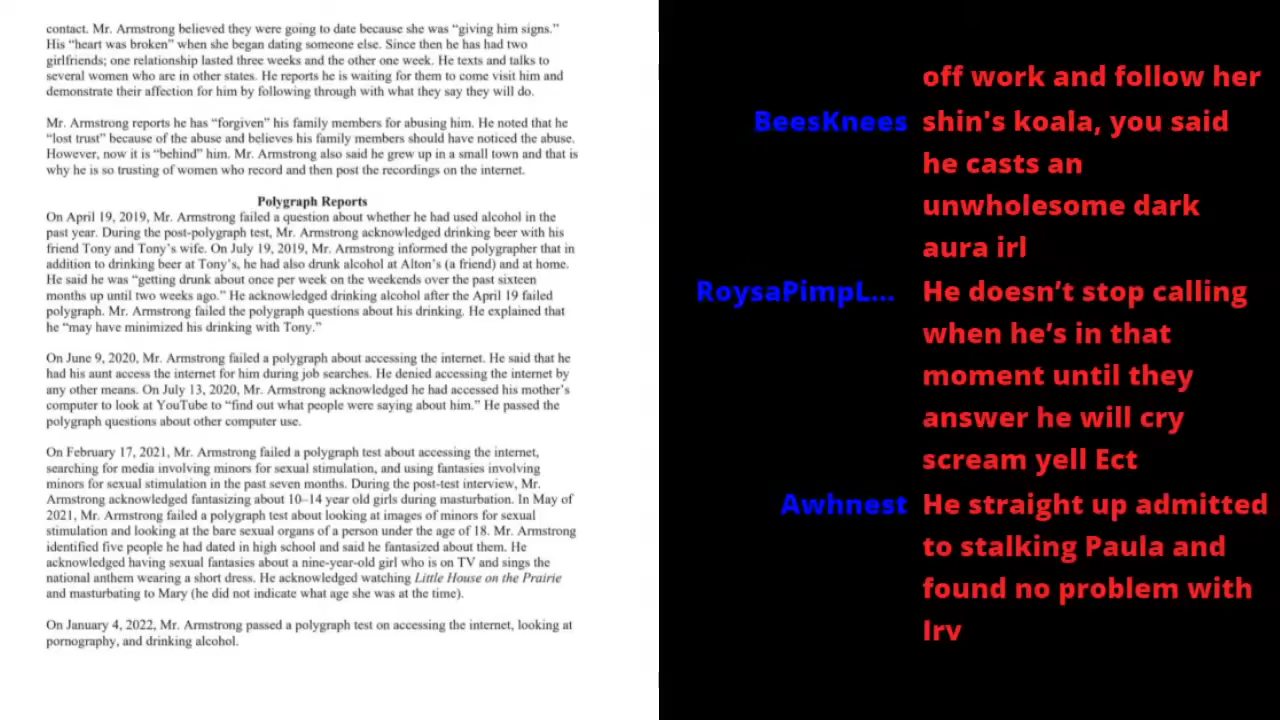 contact. Mr. Armstrong believed they were going to date because she was “giving him signs.”
His “heart was broken” when she began dating someone else. Since then he has had two
girlfriends; one relationship lasted three weeks and the other one week. He texts and talks to
several women who are in other states. He reports he is waiting for them to come visit him and
demonstrate their affection for him by following through with what they say they will do.
Mr. Armstrong reports he has “forgiven” his family members for abusing him. He noted that he
“lost trust” because of the abuse and believes his family members should have noticed the abuse.
However, now it is “behind” him. Mr. Armstrong also said he grew up in a small town and that is
why he is so trusting of women who record and then post the recordings on the internet.
Polygraph Reports
On April 19, 2019, Mr. Armstrong failed a question about whether he had used alcohol in the
past year. During the post-polygraph test, Mr. Armstrong acknowledged drinking beer with his
friend Tony and Tony’s wife. On July 19, 2019, Mr. Armstrong informed the polygrapher that in
addition to drinking beer at Tony’s, he had also drunk alcohol at Alton’s (a friend) and at home.
He said he was “getting drunk about once per week on the weekends over the past sixteen
months up until two weeks ago.” He acknowledged drinking alcohol after the April 19 failed
polygraph. Mr. Armstrong failed the polygraph questions about his drinking. He explained that
he “may have minimized his drinking with Tony.”
On June 9, 2020, Mr. Armstrong failed a polygraph about accessing the internet. He said that he
had his aunt access the internet for him during job searches. He denied accessing the internet by
any other means. On July 13, 2020, Mr. Armstrong acknowledged he had accessed his mother’s
computer to look at YouTube to “find out what people were saying about him.” He passed the
polygraph questions about other computer use.
On February 17, 2021, Mr. Armstrong failed a polygraph test about accessing the internet,
searching for media involving minors for sexual stimulation, and using fantasies involving
minors for sexual stimulation in the past seven months. During the post-test interview, Mr.
Armstrong acknowledged fantasizing about 10–14 year old girls during masturbation. In May of
2021, Mr. Armstrong failed a polygraph test about looking at images of minors for sexual
stimulation and looking at the bare sexual organs of a person under the age of 18. Mr. Armstrong
identified five people he had dated in high school and said he fantasized about them. He
acknowledged having sexual fantasies about a nine-year-old girl who is on TV and sings the
national anthem wearing a short dress. He acknowledged watching Little House on the Prairie
and masturbating to Mary (he did not indicate what age she was at the time).
On January 4, 2022, Mr. Armstrong passed a polygraph test on accessing the internet, looking at
pornography, and drinking alcohol.
off work and follow her
BeesKnees shin's koala, you said
he casts an
unwholesome dark
aura irl
RoysaPimpL... He doesn’t stop calling
when he’s in that
moment until they
answer he will cry
scream yell Ect
Awhnest He straight up admitted
to stalking Paula and
found no problem with
Irv